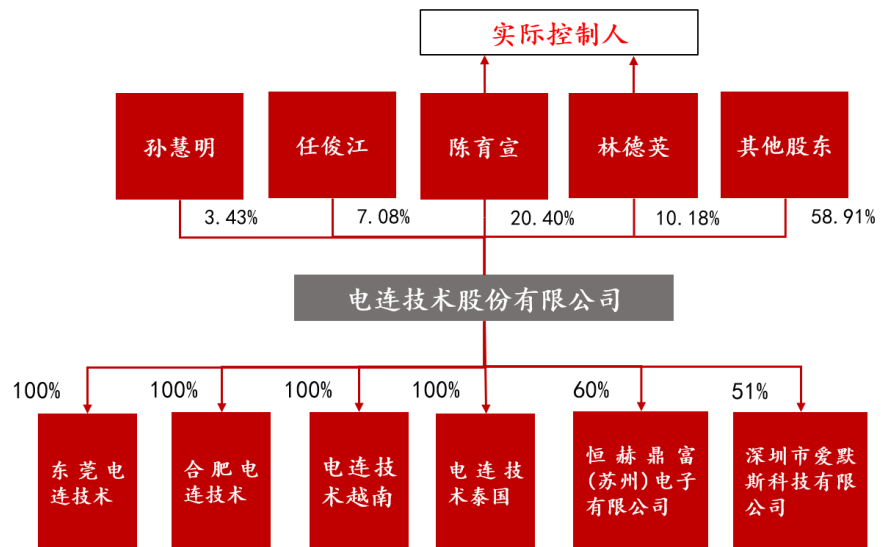 实际控制人
孙慧明
任俊江
陈育宣
林德英
其他股东
3.43%
7.08%
20.40%
10.18%
58.91%
电连技术股份有限公司
100%
100%
100%
100%
60%
51%
东莞电
连技术
合肥电
连技术
电连技
术越南
电连技
术泰国
恒赫鼎富
(苏州)电子
有限公司
深圳市爱默
斯科技有限
公司